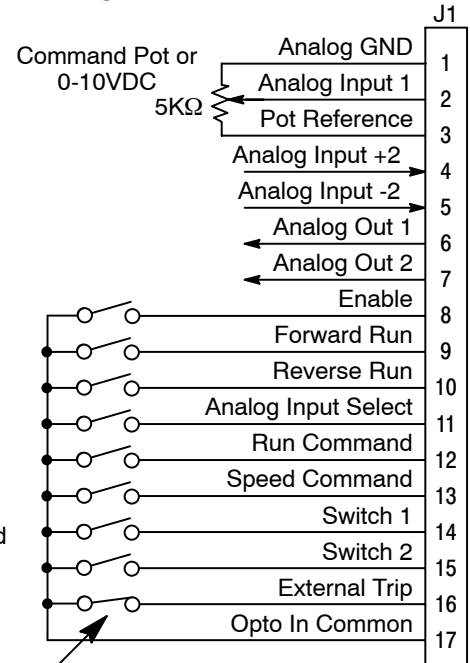 J1
Analog GND 1
Command Pot or
0-10VDC
Analog Input 1 2
5KΩ
Pot Reference 3
Analog Input +2 4
Analog Input -2 5
Analog Out 1 6
Analog Out 2 7
Enable 8
Forward Run 9
Reverse Run 10
Analog Input Select 11
Run Command 12
Speed Command 13
Switch 1 14
Switch 2 15
External Trip 16
Opto In Common 17